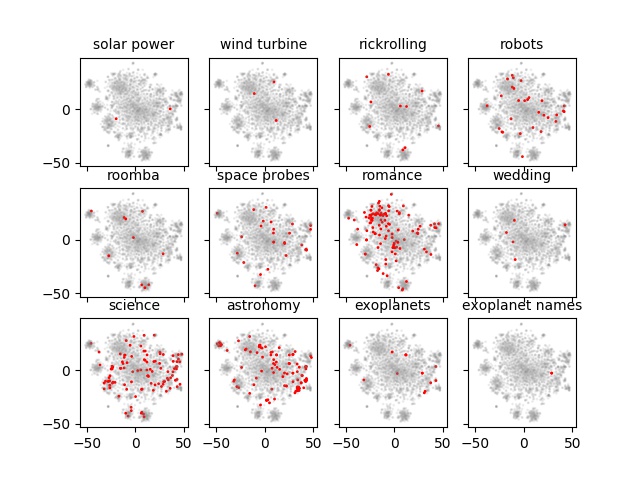 solar power wind turbine rickrolling robots
0
−50
roomba space probes romance wedding
0
−50
science astronomy exoplanets exoplanet names
0
−50
−50 0 50 −50 0 50 −50 0 50 −50 0 50